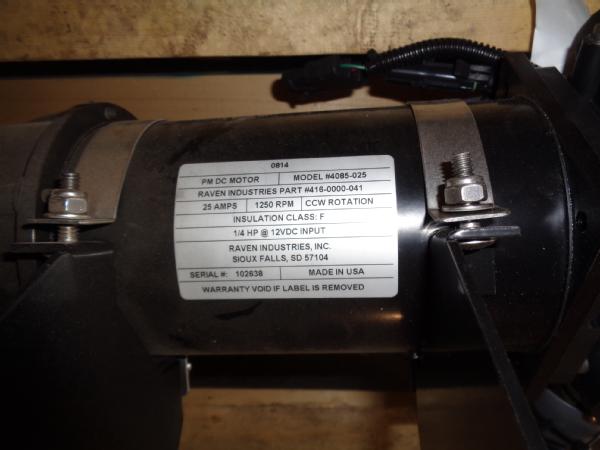 0814
PM DC MOTOR MODEL #4085-025
RAVEN INDUSTRIES PART #416-0000-041
25 AMPS 1250 RPM CCW ROTATION
INSULATION CLASS: F
1/4 HP @ 12VDC INPUT
RAVEN INDUSTRIES, INC.
SIOUX FALLS, SD 57104
SERIAL #: 102638 MADE IN USA
WARRANTY VOID IF LABEL IS REMOVED